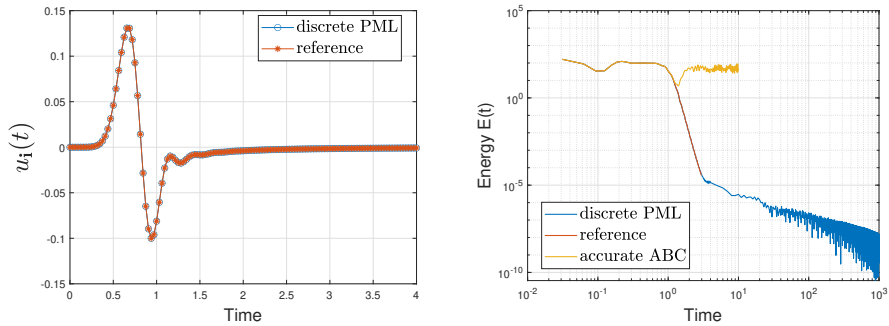 0.15
0.1
0.05
0
-0.05
-0.1
-0.15
u_i(t)
0 0.5 1 1.5 2 2.5 3 3.5 4
Time
discrete PML
reference
10^5
10^0
10^-5
10^-10
Energy E(t)
10^-2 10^-1 10^0 10^1 10^2 10^3
Time
discrete PML
reference
accurate ABC